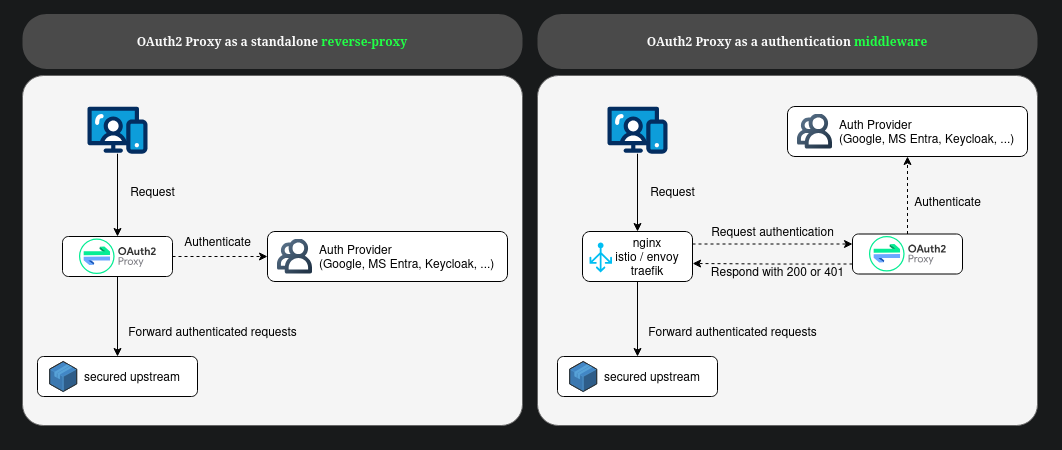 OAuth2 Proxy as a standalone reverse-proxy
Request
OAuth2
Proxy
Authenticate
Auth Provider
(Google, MS Entra, Keycloak, ...)
Forward authenticated requests
secured upstream
OAuth2 Proxy as a authentication middleware
Auth Provider
(Google, MS Entra, Keycloak, ...)
Request
Authenticate
nginx
istio / envoy
traefik
Request authentication
Respond with 200 or 401
OAuth2
Proxy
Forward authenticated requests
secured upstream